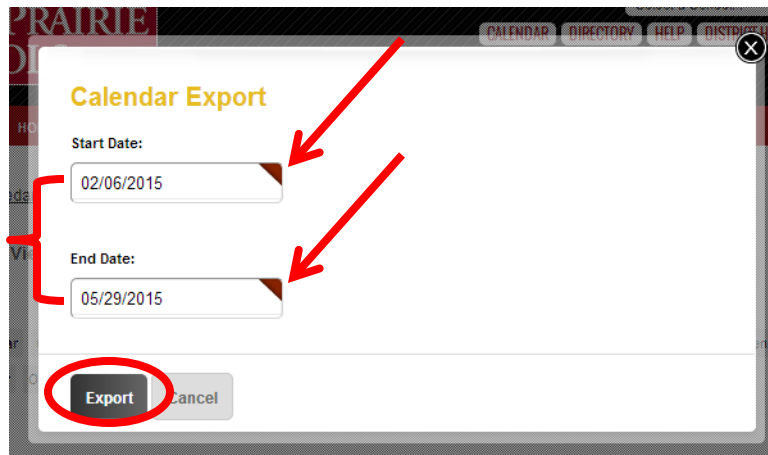 PRAIRIE
CALENDAR DIRECTORY HELP
Calendar Export
Start Date:
02/06/2015
End Date:
05/29/2015
Export Cancel